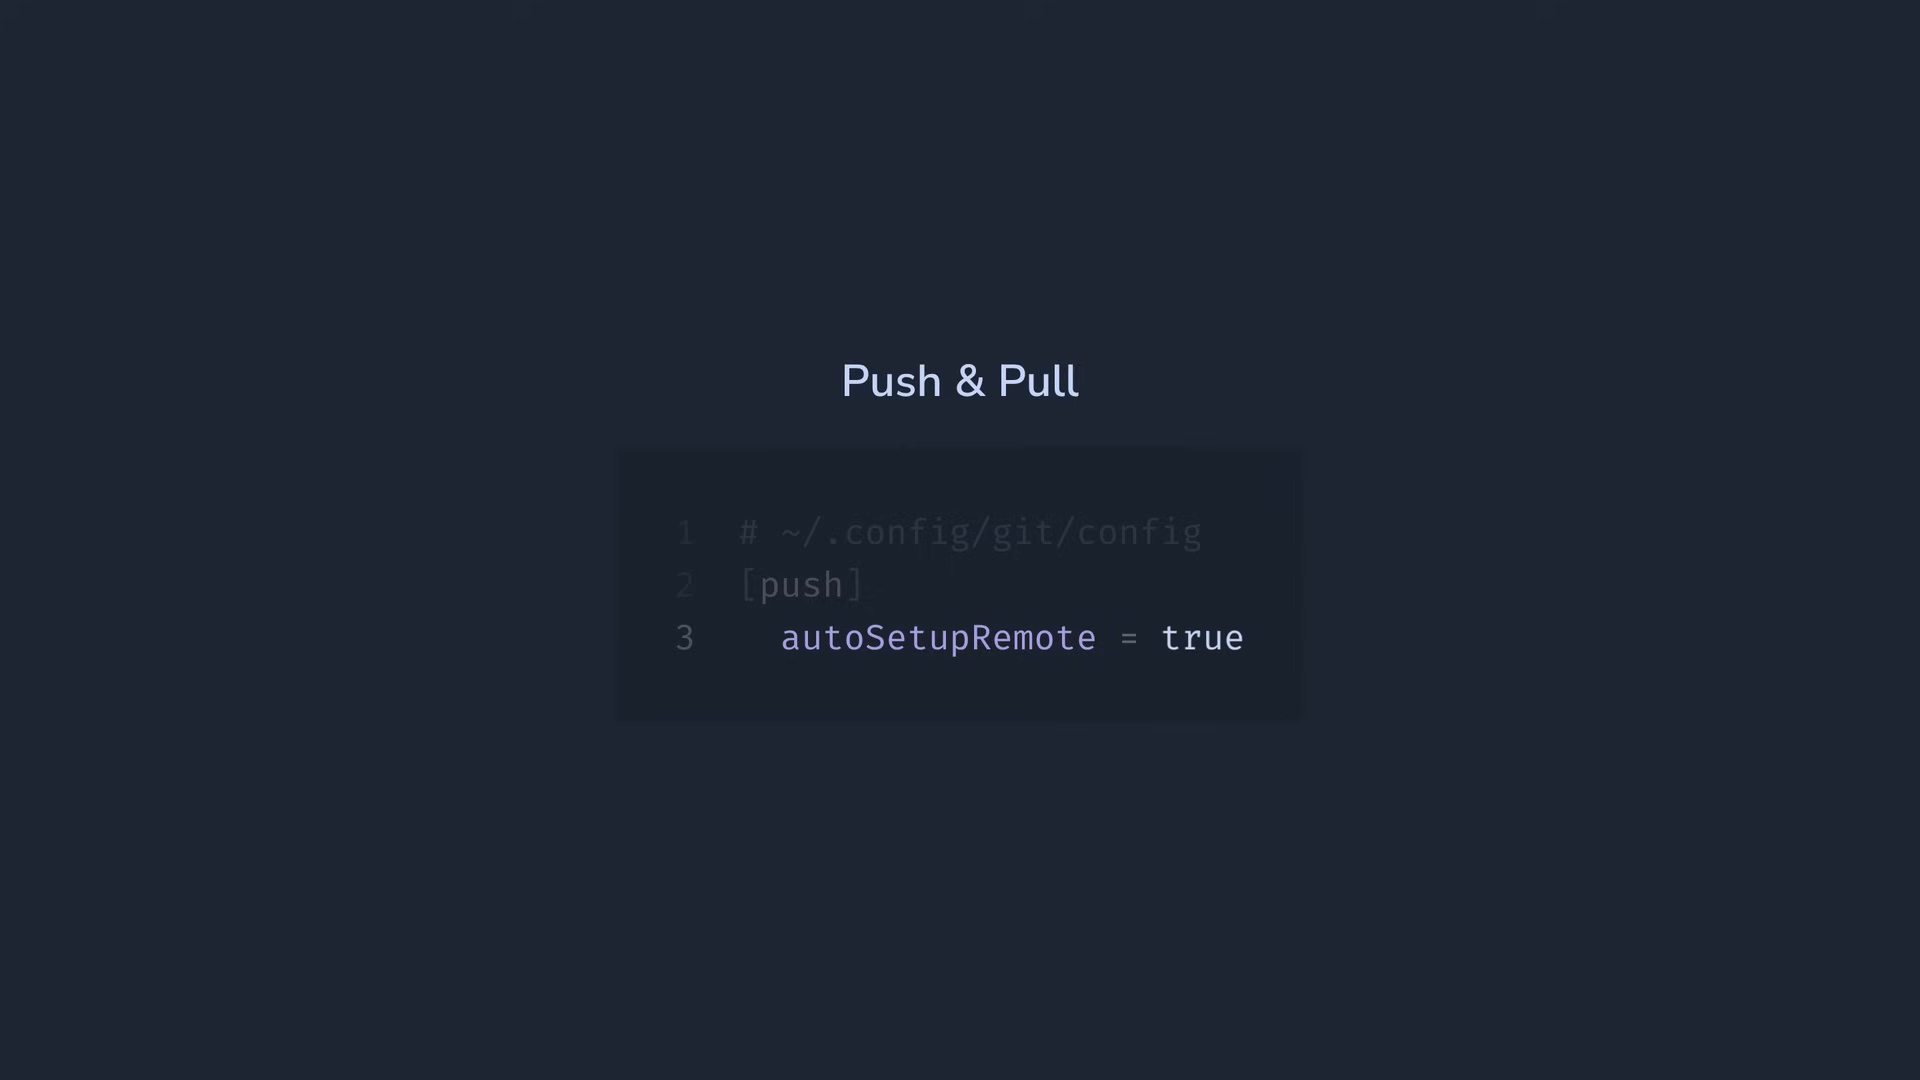 Push & Pull
1 # ~/.config/git/config
2 [push]
3 autoSetupRemote = true